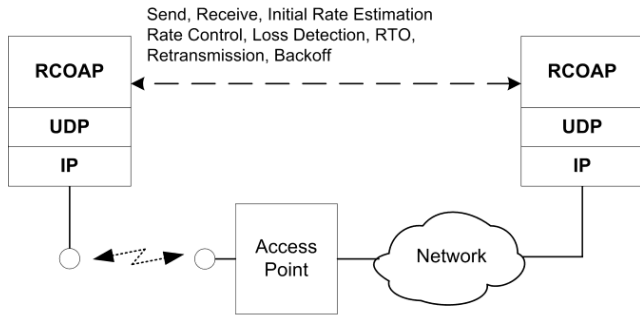 Send, Receive, Initial Rate Estimation
Rate Control, Loss Detection, RTO,
Retransmission, Backoff
RCOAP
UDP
IP
RCOAP
UDP
IP
Access
Point
Network